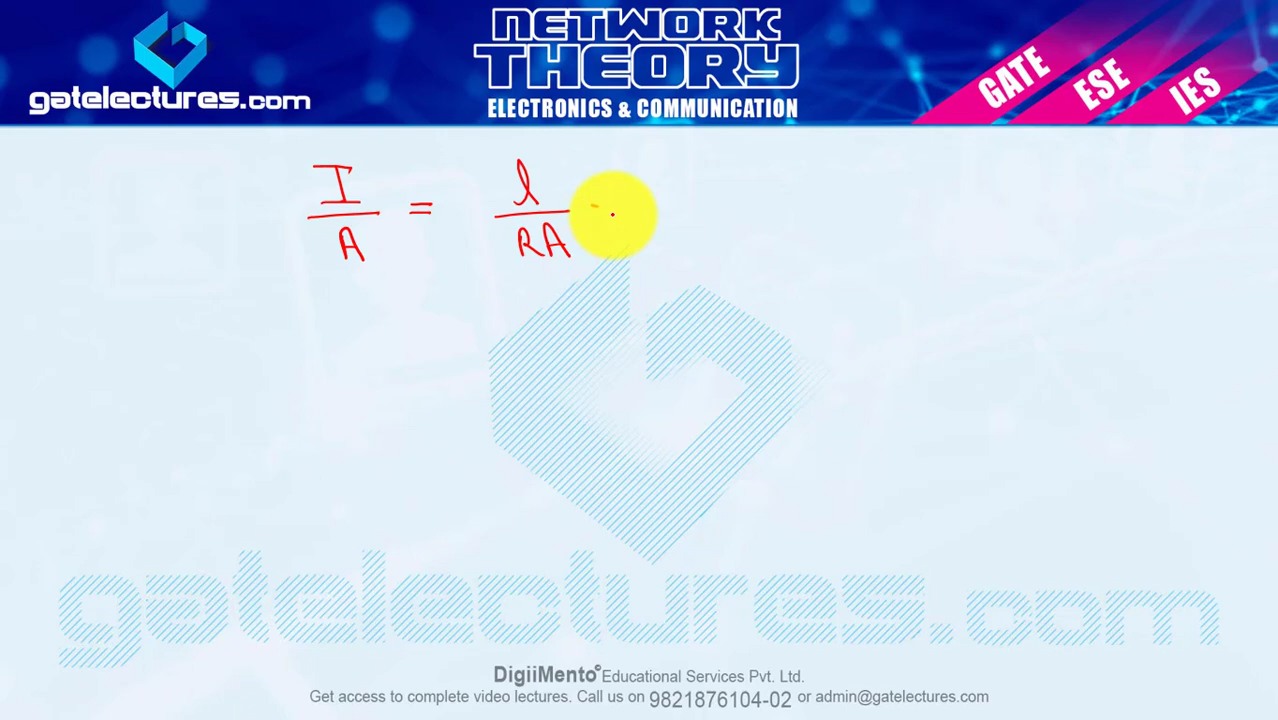 gatelectures.com
NETWORK
THEORY
ELECTRONICS & COMMUNICATION
GATE
ESE
IES
I/A = l/RA -
gatelectures.com
DigiiMento© Educational Services Pvt. Ltd.
Get access to complete video lectures. Call us on 9821876104-02 or admin@gatelectures.com